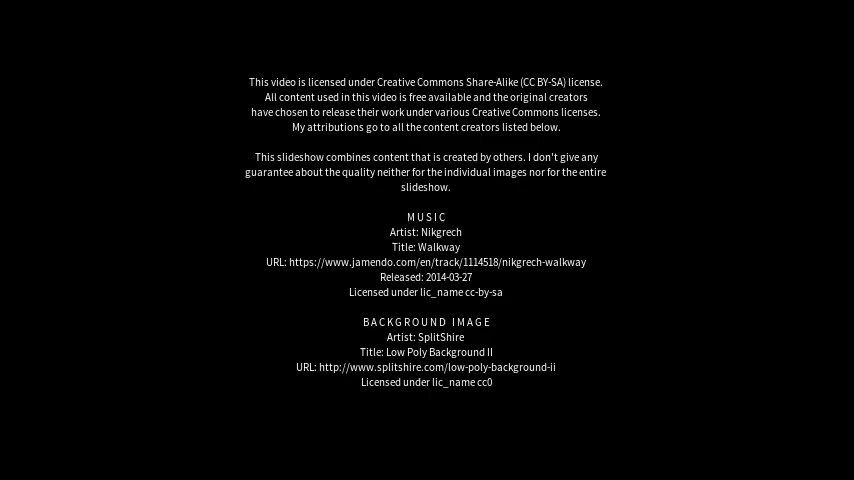 This video is licensed under Creative Commons Share-Alike (CC BY-SA) license.
All content used in this video is free available and the original creators
have chosen to release their work under various Creative Commons licenses.
My attributions go to all the content creators listed below.
This slideshow combines content that is created by others. I don't give any
guarantee about the quality neither for the individual images nor for the entire
slideshow.
MUSIC
Artist: Nikgrech
Title: Walkway
URL: https://www.jamendo.com/en/track/1114518/nikgrech-walkway
Released: 2014-03-27
Licensed under lic_name cc-by-sa
BACKGROUND IMAGE
Artist: SplitShire
Title: Low Poly Background II
URL: http://www.splitshire.com/low-poly-background-ii
Licensed under lic_name cc0